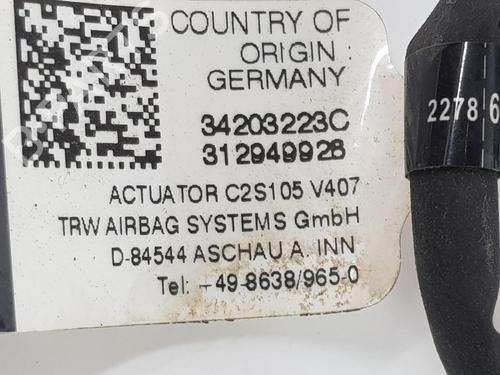 COUNTRY OF
ORIGIN :
GERMANY
34203223C
312949928
ACTUATOR C2S105 V407
TRW AIRBAG SYSTEMS GmbH
D-84544 ASCHAU A. INN
Tel: -49-8638/965-0
2278 6